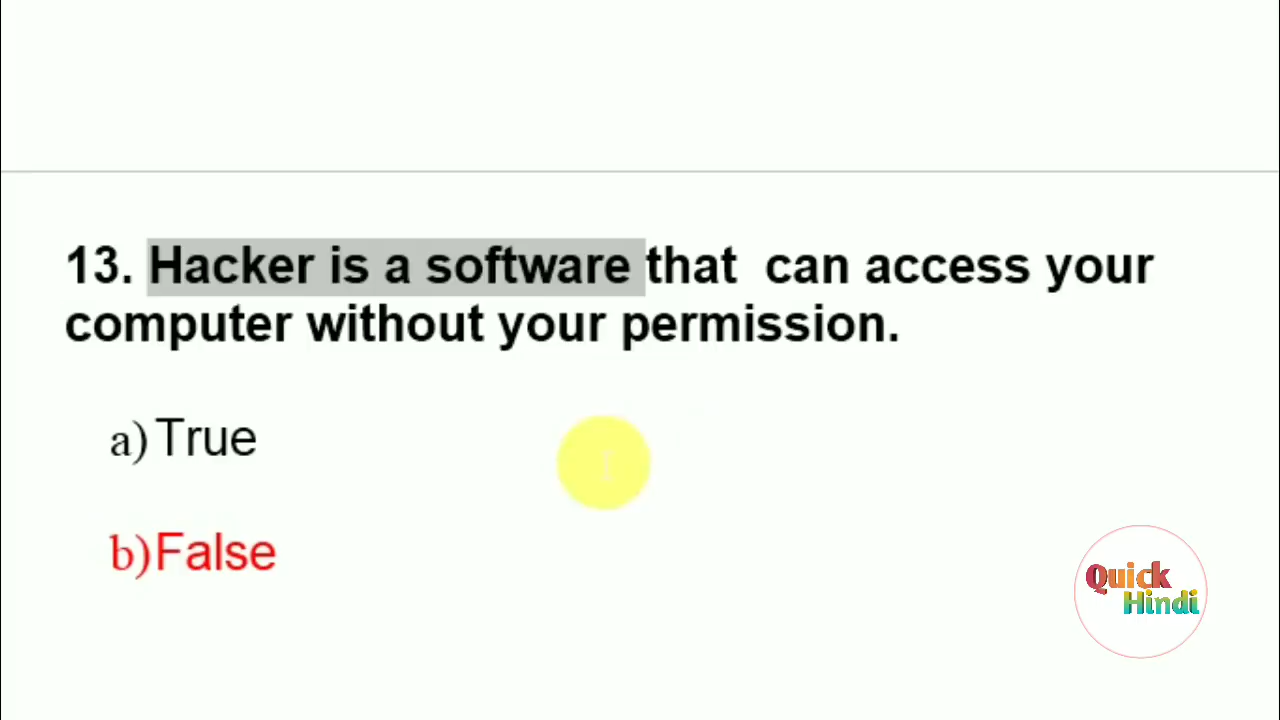 13. Hacker is a software that can access your
computer without your permission.
a) True
b) False
Quick
Hindi